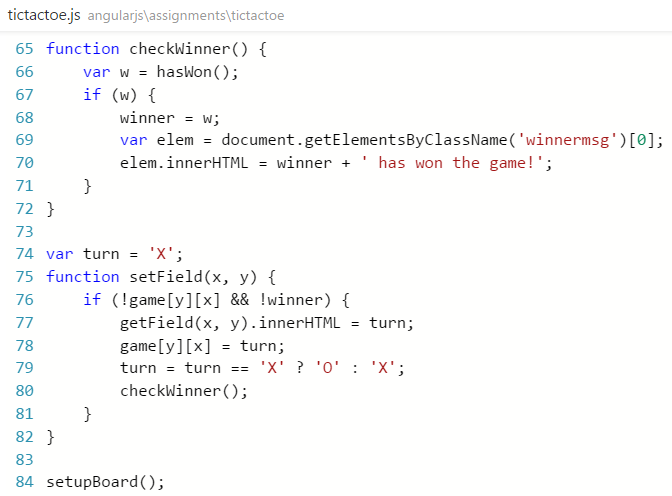 tictactoe.js angularjs\assignments\tictactoe
65 function checkWinner() {
66     var w = hasWon();
67     if (w) {
68         winner = w;
69         var elem = document.getElementsByClassName('winnermsg')[0];
70         elem.innerHTML = winner + ' has won the game!';
71     }
72 }
73
74 var turn = 'X';
75 function setField(x, y) {
76     if (!game[y][x] && !winner) {
77         getField(x, y).innerHTML = turn;
78         game[y][x] = turn;
79         turn = turn == 'X' ? 'O' : 'X';
80         checkWinner();
81     }
82 }
83
84 setupBoard();